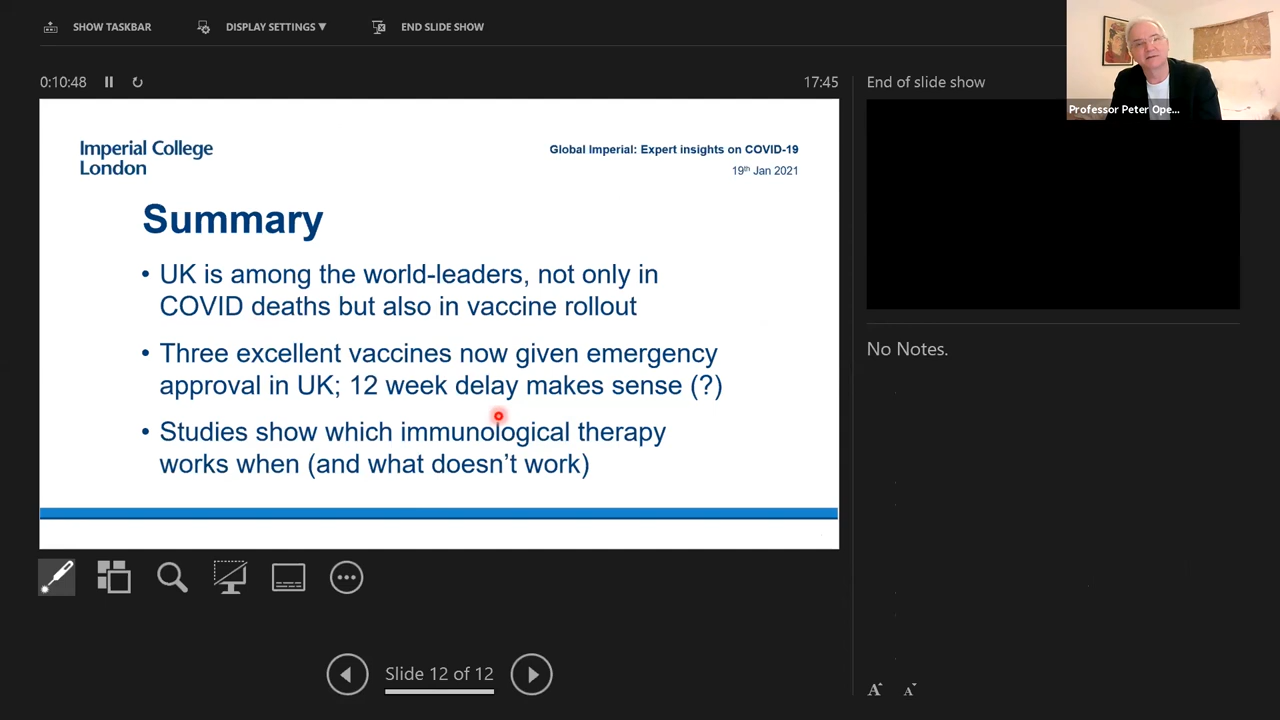 SHOW TASKBAR
DISPLAY SETTINGS ▼
END SLIDE SHOW
0:10:48
17:45
End of slide show
Professor Peter Ope...
Imperial College
London
Global Imperial: Expert insights on COVID-19
19th Jan 2021
Summary
• UK is among the world-leaders, not only in
COVID deaths but also in vaccine rollout
• Three excellent vaccines now given emergency
approval in UK; 12 week delay makes sense (?)
• Studies show which immunological therapy
works when (and what doesn't work)
No Notes.
Slide 12 of 12
A A